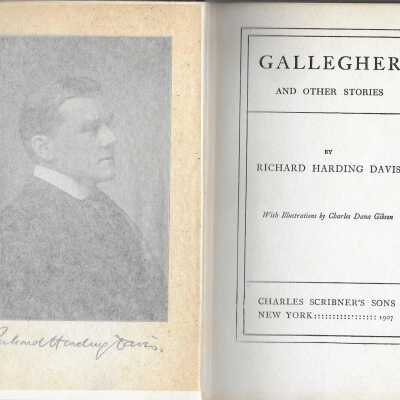 Richard Harding Davis.
GALLEGHER
AND OTHER STORIES
BY
RICHARD HARDING DAVIS
With Illustrations by Charles Dana Gibson
CHARLES SCRIBNER'S SONS
NEW YORK :::::::::::::::::: 1907